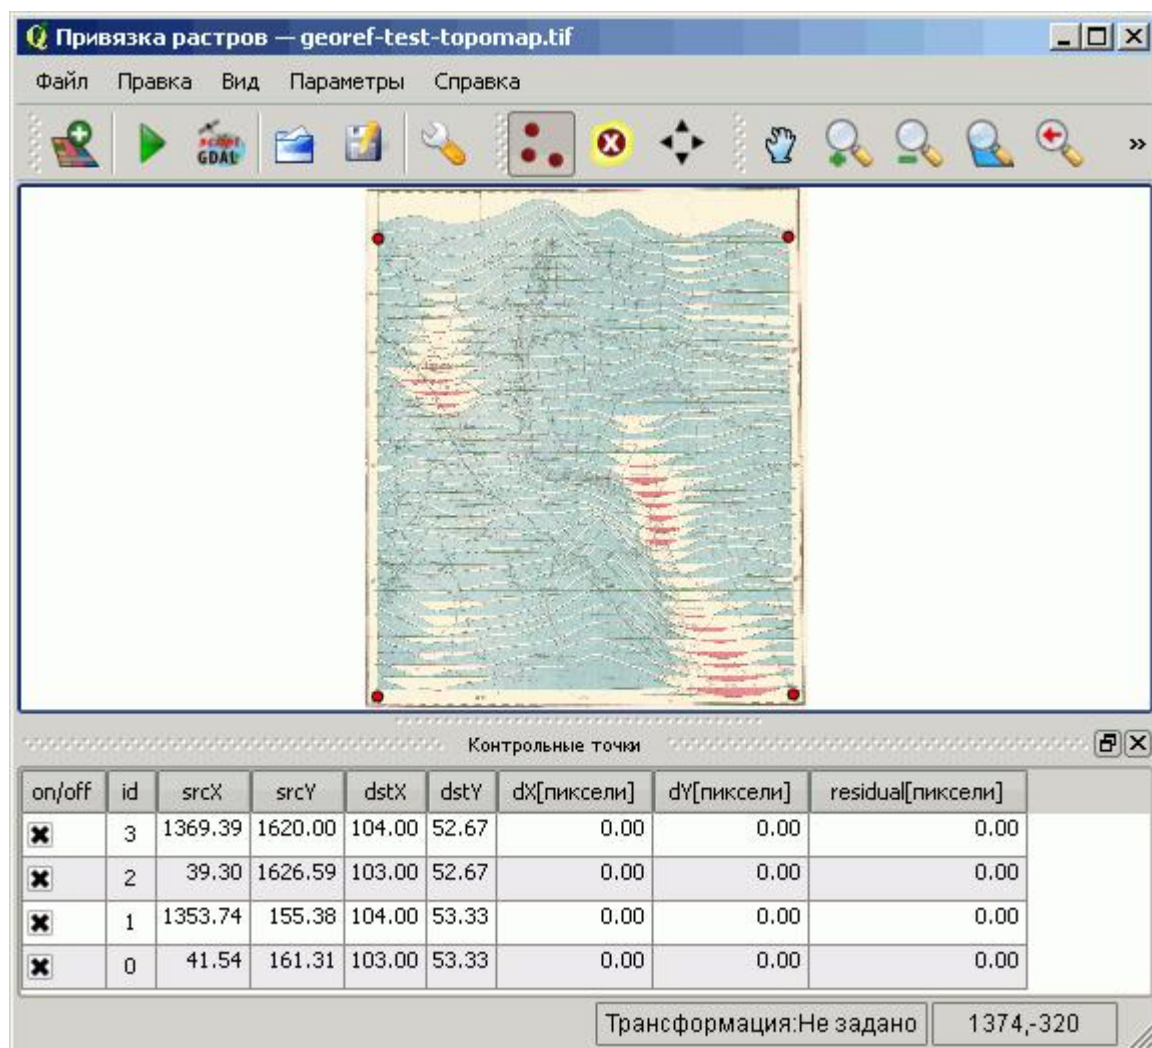 Привязка растров — georef-test-topomap.tif
Файл Правка Вид Параметры Справка
script GDAL
»
Контрольные точки
on/off id srcX srcY dstX dstY dX[пиксели] dY[пиксели] residual[пиксели]
3 1369.39 1620.00 104.00 52.67 0.00 0.00 0.00
2 39.30 1626.59 103.00 52.67 0.00 0.00 0.00
1 1353.74 155.38 104.00 53.33 0.00 0.00 0.00
0 41.54 161.31 103.00 53.33 0.00 0.00 0.00
Трансформация:Не задано 1374,-320